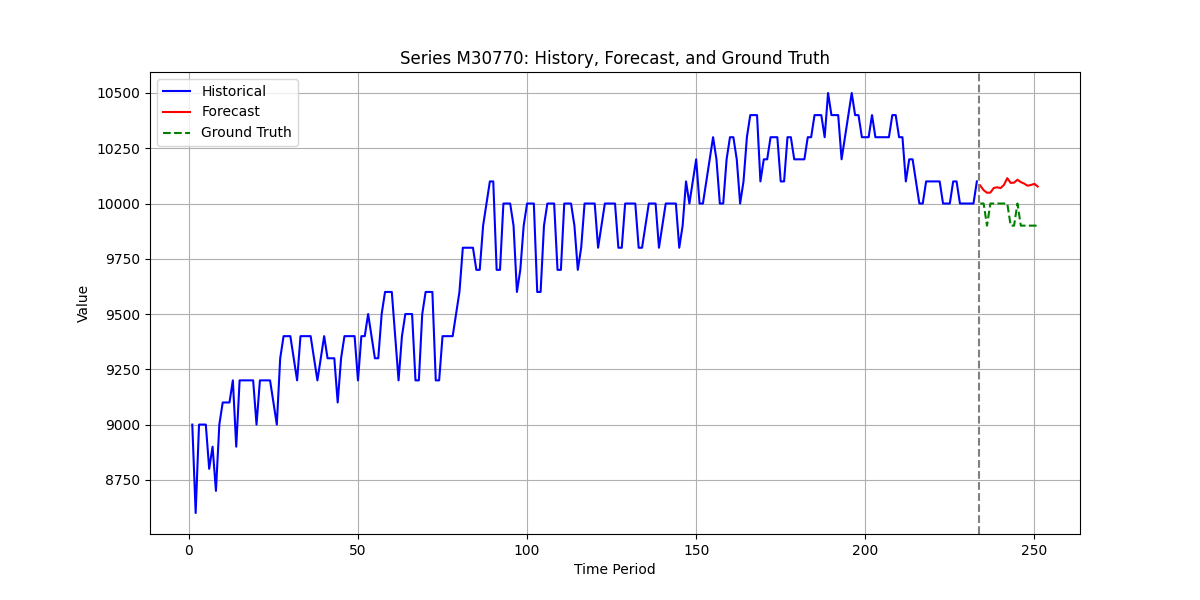 Series M30770: History, Forecast, and Ground Truth
Historical
Forecast
Ground Truth
10500
10250
10000
9750
9500
9250
9000
8750
Value
0 50 100 150 200 250
Time Period